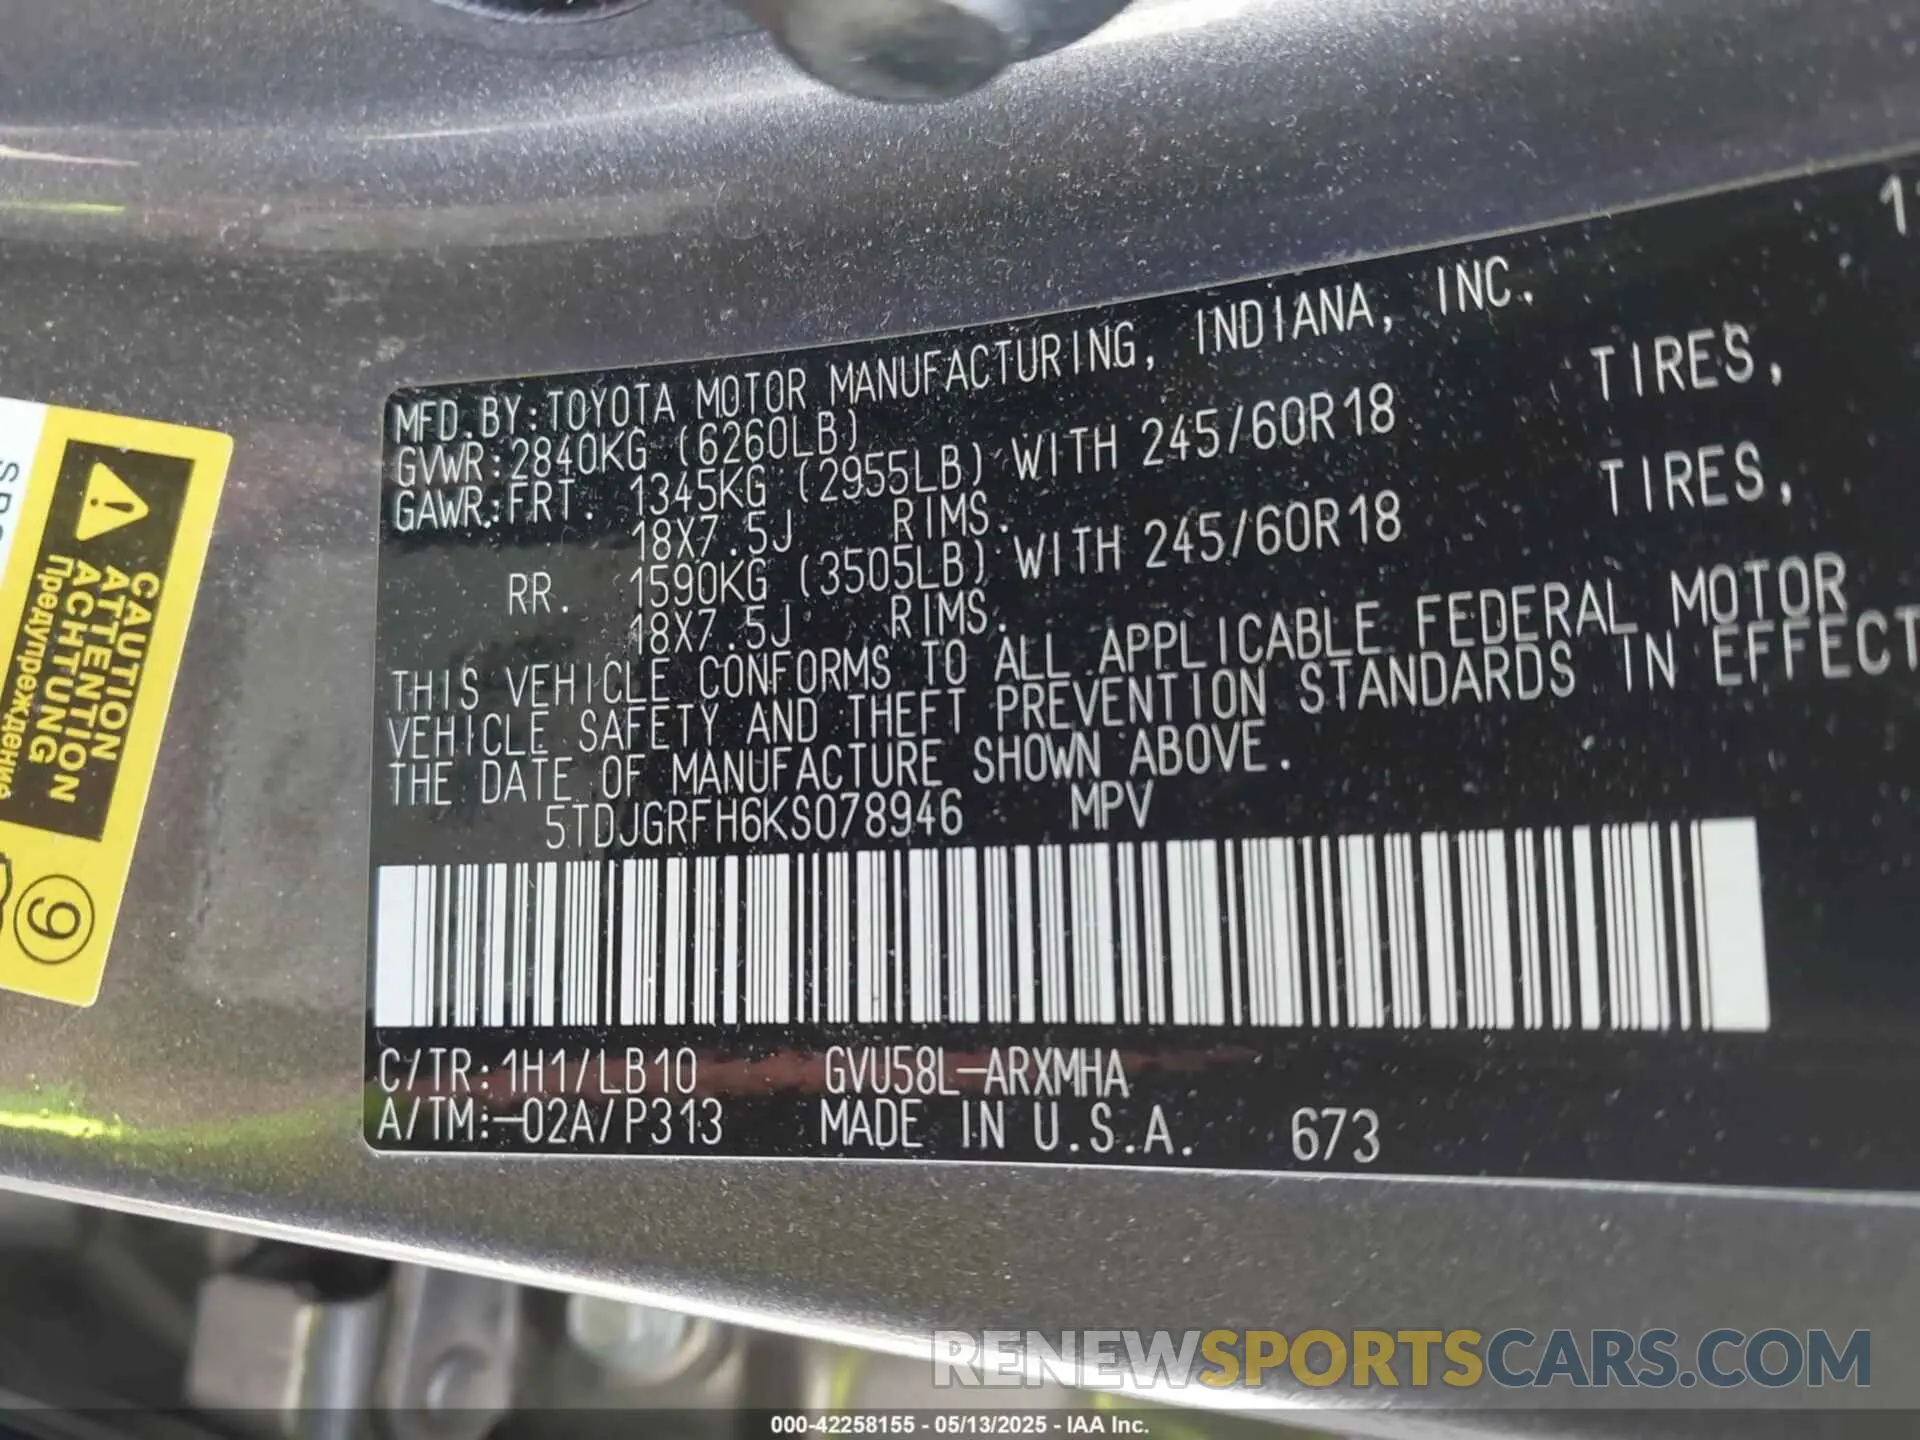 11
MFD.BY:TOYOTA MOTOR MANUFACTURING, INDIANA, INC.
GVWR:2840KG (6260LB)
GAWR:FRT. 1345KG (2955LB) WITH 245/60R18 TIRES,
18X7.5J RIMS.
RR. 1590KG (3505LB) WITH 245/60R18 TIRES,
18X7.5J RIMS.
THIS VEHICLE CONFORMS TO ALL APPLICABLE FEDERAL MOTOR
VEHICLE SAFETY AND THEFT PREVENTION STANDARDS IN EFFECT
THE DATE OF MANUFACTURE SHOWN ABOVE.
5TDJGRFH6KS078946 MPV
C/TR:1H1/LB10 GVU58L-ARXMHA
A/TM:-02A/P313 MADE IN U.S.A. 673
CAUTION
ATTENTION
ACHTUNG
Предупреждение
9
RENEWSPORTSCARS.COM
000-42258155 - 05/13/2025 - IAA Inc.